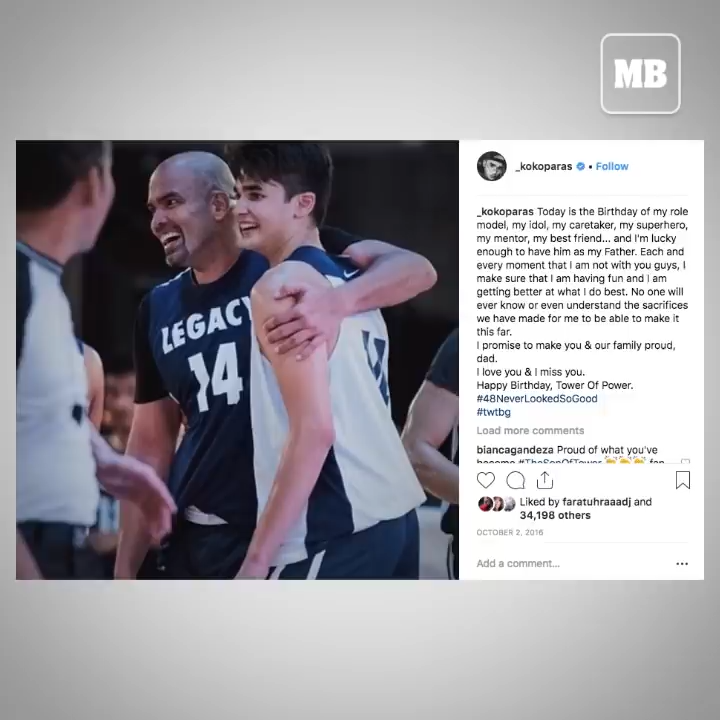 MB
_kokoparas • Follow
_kokoparas Today is the Birthday of my role
model, my idol, my caretaker, my superhero,
my mentor, my best friend... and I'm lucky
enough to have him as my Father. Each and
every moment that I am not with you guys, I
make sure that I am having fun and I am
getting better at what I do best. No one will
ever know or even understand the sacrifices
we have made for me to be able to make it
this far.
I promise to make you & our family proud,
dad.
I love you & I miss you.
Happy Birthday, Tower Of Power.
#48NeverLookedSoGood
#twtbg
Load more comments
biancagandeza Proud of what you've
become #TheSonOfTower 👏👏👏 fan
Liked by faratuhraaadj and
34,198 others
OCTOBER 2, 2016
Add a comment...
LEGACY
14